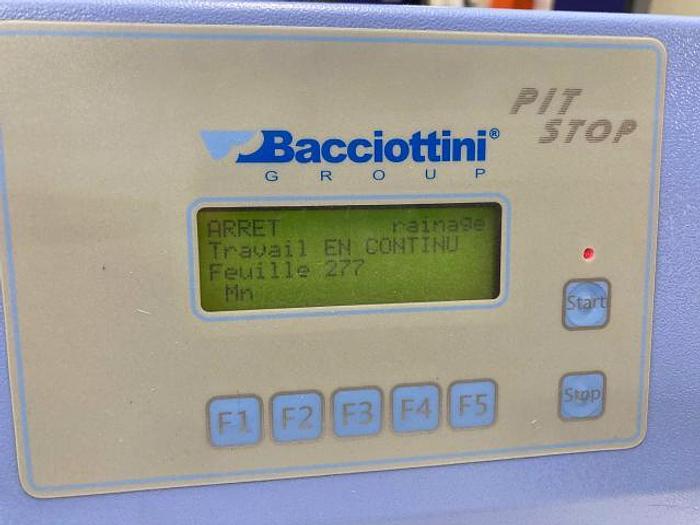 PIT
STOP
Bacciottini®
GROUP
ARRET rainage
Travail EN CONTINU
Feuille 277
Mn
Start
Stop
F1 F2 F3 F4 F5